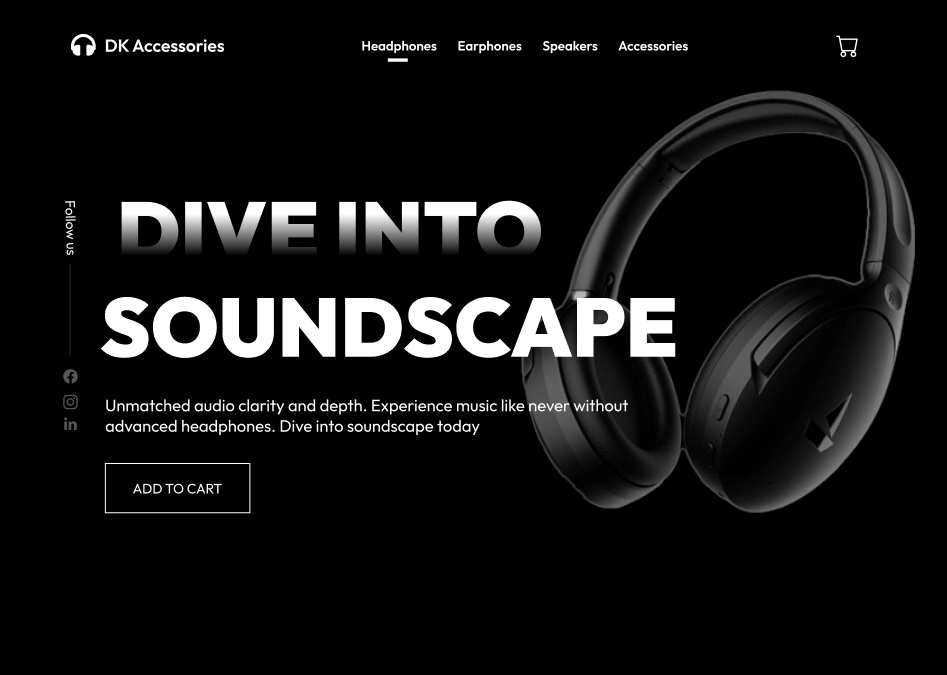 DK Accessories
Headphones
Earphones
Speakers
Accessories
Follow us
DIVE INTO
SOUNDSCAPE
Unmatched audio clarity and depth. Experience music like never without
advanced headphones. Dive into soundscape today
ADD TO CART